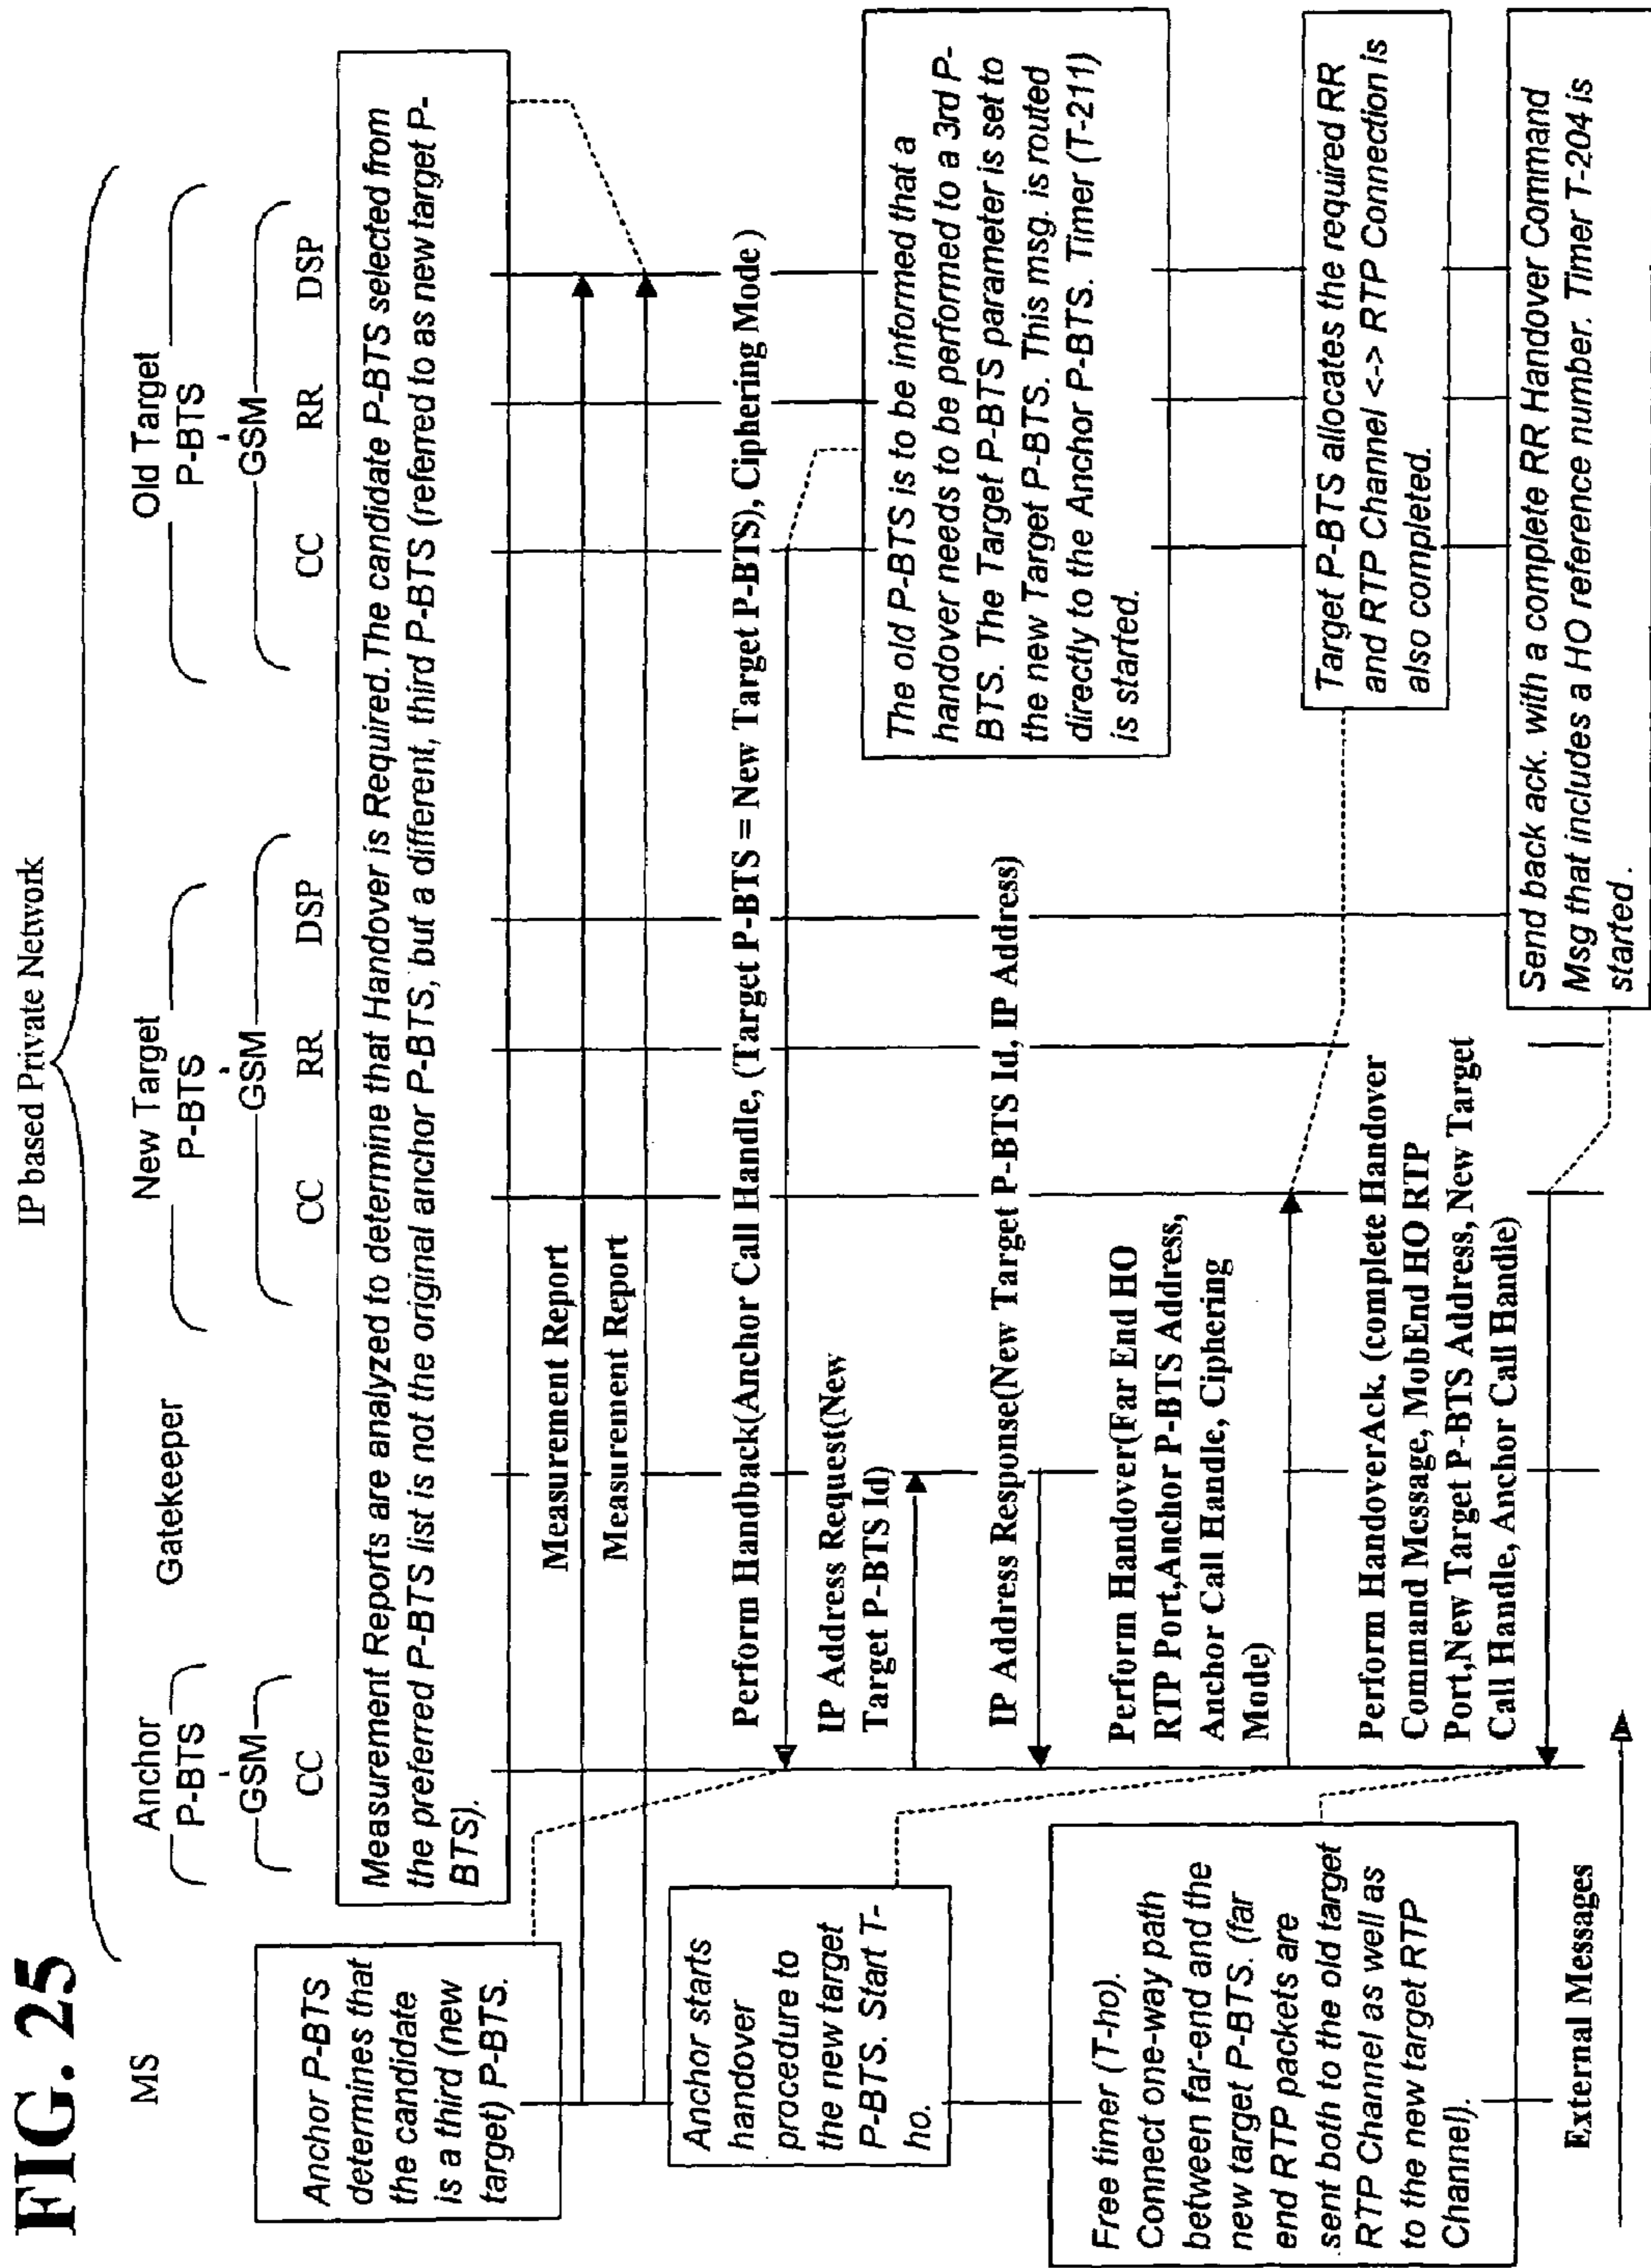 FIG. 25
IP based Private Network
MS
Anchor
P-BTS
GSM
CC
Gatekeeper
New Target
P-BTS
GSM
CC RR DSP
Old Target
P-BTS
GSM
CC RR DSP
Measurement Reports are analyzed to determine that Handover is Required.The candidate P-BTS selected from
the preferred P-BTS list is not the original anchor P-BTS, but a different, third P-BTS (referred to as new target P-
BTS).
Anchor P-BTS
determines that
the candidate
is a third (new
target) P-BTS.
Measurement Report
Measurement Report
Perform Handback(Anchor Call Handle, (Target P-BTS = New Target P-BTS), Ciphering Mode )
IP Address Request(New
Target P-BTS Id)
The old P-BTS is to be informed that a
handover needs to be performed to a 3rd P-
BTS. The Target P-BTS parameter is set to
the new Target P-BTS. This msg. is routed
directly to the Anchor P-BTS. Timer (T-211)
is started.
Anchor starts
handover
procedure to
the new target
P-BTS. Start T-
ho.
IP Address Response(New Target P-BTS Id, IP Address)
Perform Handover(Far End HO
RTP Port,Anchor P-BTS Address,
Anchor Call Handle, Ciphering
Mode)
Target P-BTS allocates the required RR
and RTP Channel <-> RTP Connection is
also completed.
Free timer (T-ho).
Connect one-way path
between far-end and the
new target P-BTS. (far
end RTP packets are
sent both to the old target
RTP Channel as well as
to the new target RTP
Channel).
Perform HandoverAck. (complete Handover
Command Message, MobEnd HO RTP
Port,New Target P-BTS Address, New Target
Call Handle, Anchor Call Handle)
Send back ack. with a complete RR Handover Command
Msg that includes a HO reference number. Timer T-204 is
started .
External Messages